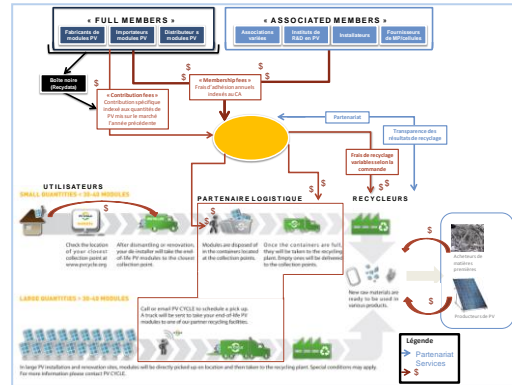 « FULL MEMBERS »
« ASSOCIATED MEMBERS »
Fabricants de
modules PV
Importateurs
modules PV
Distributeur s
modules PV
Associations
variées
Instituts de
R&D en PV
Installateurs
Fournisseurs
de MP/cellules
Boîte noire
(Recydata)
$
$
$
$
$
« Contribution fees »
Contribution spécifique
indexé aux quantités de
PV mis sur le marché
l'année précédente
« Membership fees »
Frais d'adhésion annuels
indexés au CA
Partenariat
Transparence des
résultats de recyclage
Frais de recyclage
variables selon la
commande
$
$
$
$
UTILISATEURS
PARTENAIRE LOGISTIQUE
RECYCLEURS
SMALL QUANTITIES < 30-40 MODULES
$
$
Check the location
of your closest
collection point at
www.pvcycle.org
After dismantling or renovation,
your de-installer will take the end-
of-life PV modules to the closest
collection point.
Modules are disposed of
in the containers located
at the collection points.
Once the containers are full,
they will be taken to the recycling
plant. Empty ones will be delivered
to the collection points.
$
$
Acheteurs de
matières
premières
Producteurs de PV
New raw materials are
ready to be used in
various products.
LARGE QUANTITIES > 30-40 MODULES
Call or email PV CYCLE to schedule a pick up.
A truck will be sent to take your end-of-life PV
modules to one of our partner recycling facilities.
In large PV installation and renovation sites, modules will be directly picked up on location and then taken to the recycling plant. Special conditions may apply.
For more information please contact PV CYCLE.
Légende
Partenariat
Services
$